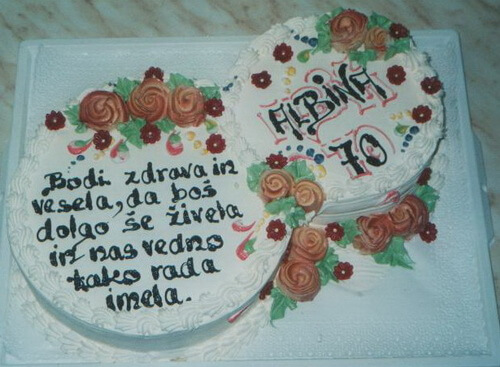 Bodi zdrava in
vesela, da boš
dolgo še živela
in nas vedno
tako rada
imela.
ALBINA
70